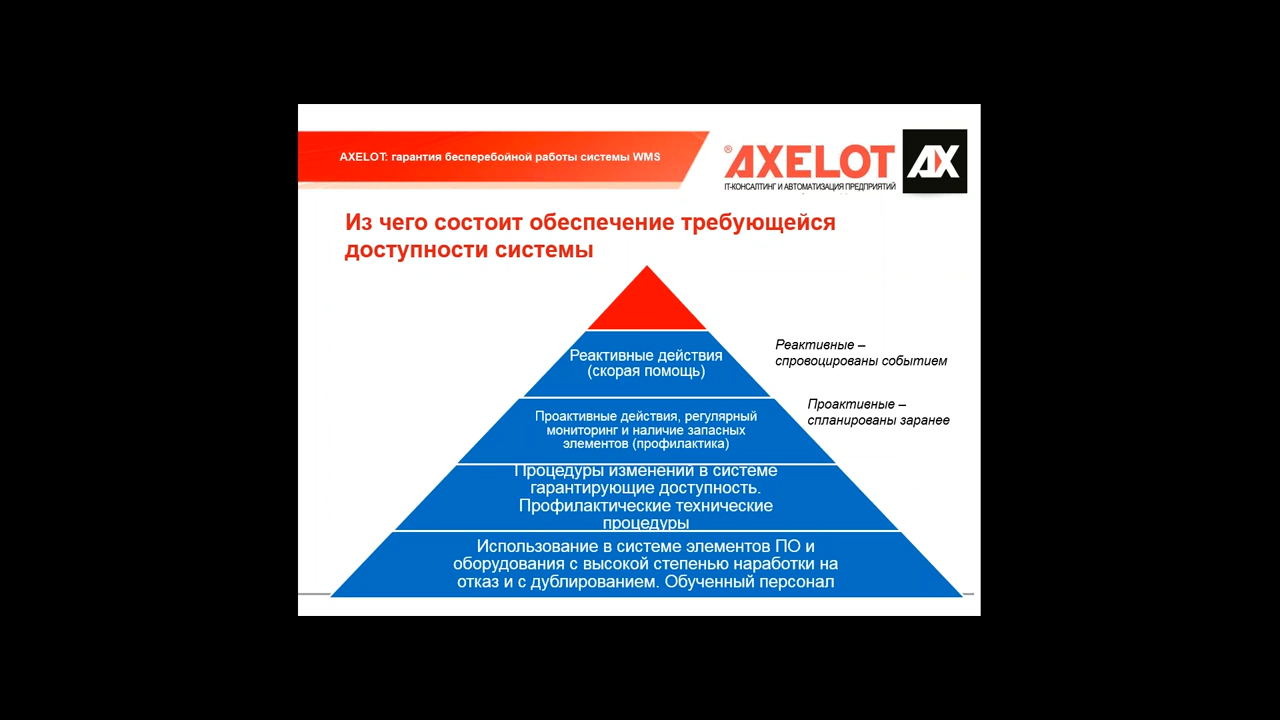 AXELOT: гарантия бесперебойной работы системы WMS
® AXELOT AX
IT-КОНСАЛТИНГ И АВТОМАТИЗАЦИЯ ПРЕДПРИЯТИЙ
Из чего состоит обеспечение требующейся
доступности системы
Реактивные действия
(скорая помощь)
Реактивные –
спровоцированы событием
Проактивные действия, регулярный
мониторинг и наличие запасных
элементов (профилактика)
Проактивные –
спланированы заранее
Процедуры изменений в системе
гарантирующие доступность.
Профилактические технические
процедуры
Использование в системе элементов ПО и
оборудования с высокой степенью наработки на
отказ и с дублированием. Обученный персонал